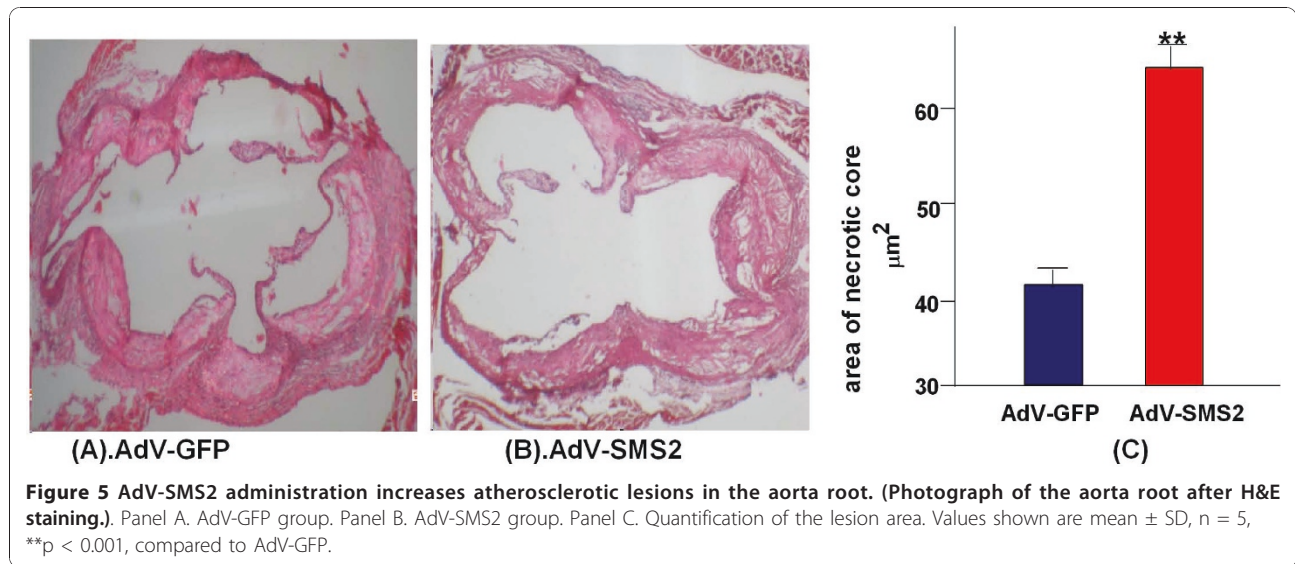 (A).AdV-GFP
(B).AdV-SMS2
area of necrotic core
μm2
60
50
40
30
**
AdV-GFP
AdV-SMS2
(C)
Figure 5 AdV-SMS2 administration increases atherosclerotic lesions in the aorta root. (Photograph of the aorta root after H&E
staining.). Panel A. AdV-GFP group. Panel B. AdV-SMS2 group. Panel C. Quantification of the lesion area. Values shown are mean ± SD, n = 5,
**p < 0.001, compared to AdV-GFP.